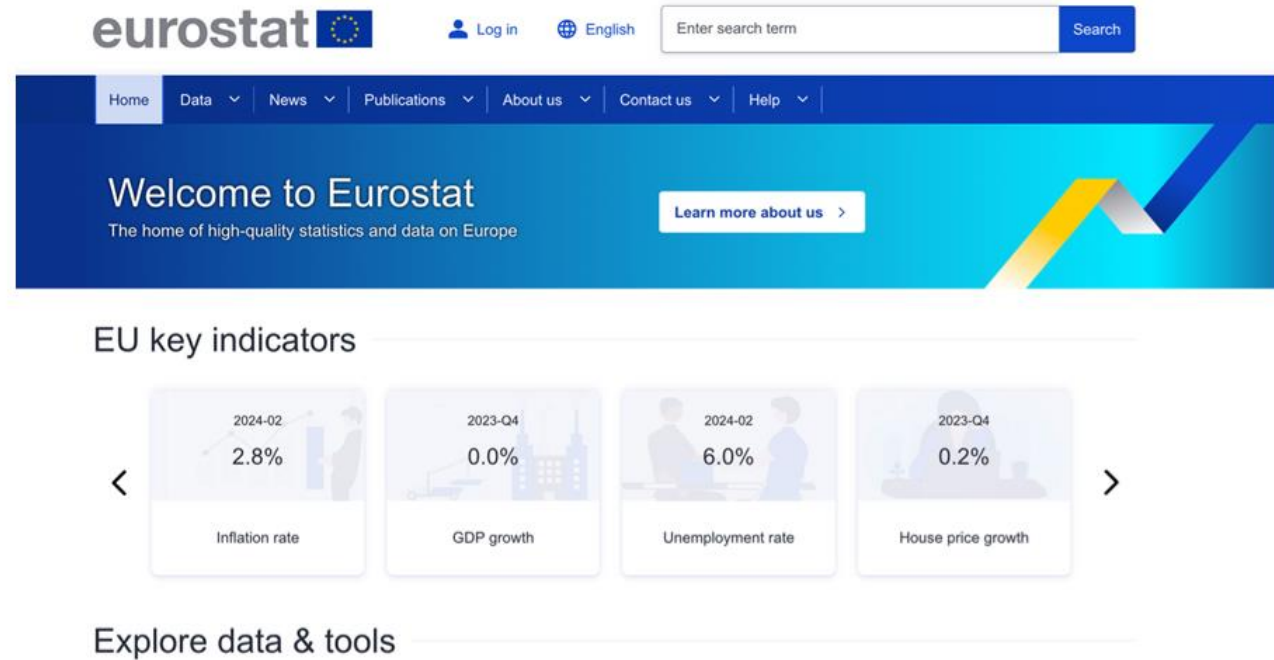 eurostat
Log in
English
Enter search term
Search
Home
Data
News
Publications
About us
Contact us
Help
Welcome to Eurostat
The home of high-quality statistics and data on Europe
Learn more about us
EU key indicators
2024-02
2.8%
Inflation rate
2023-Q4
0.0%
GDP growth
2024-02
6.0%
Unemployment rate
2023-Q4
0.2%
House price growth
Explore data & tools